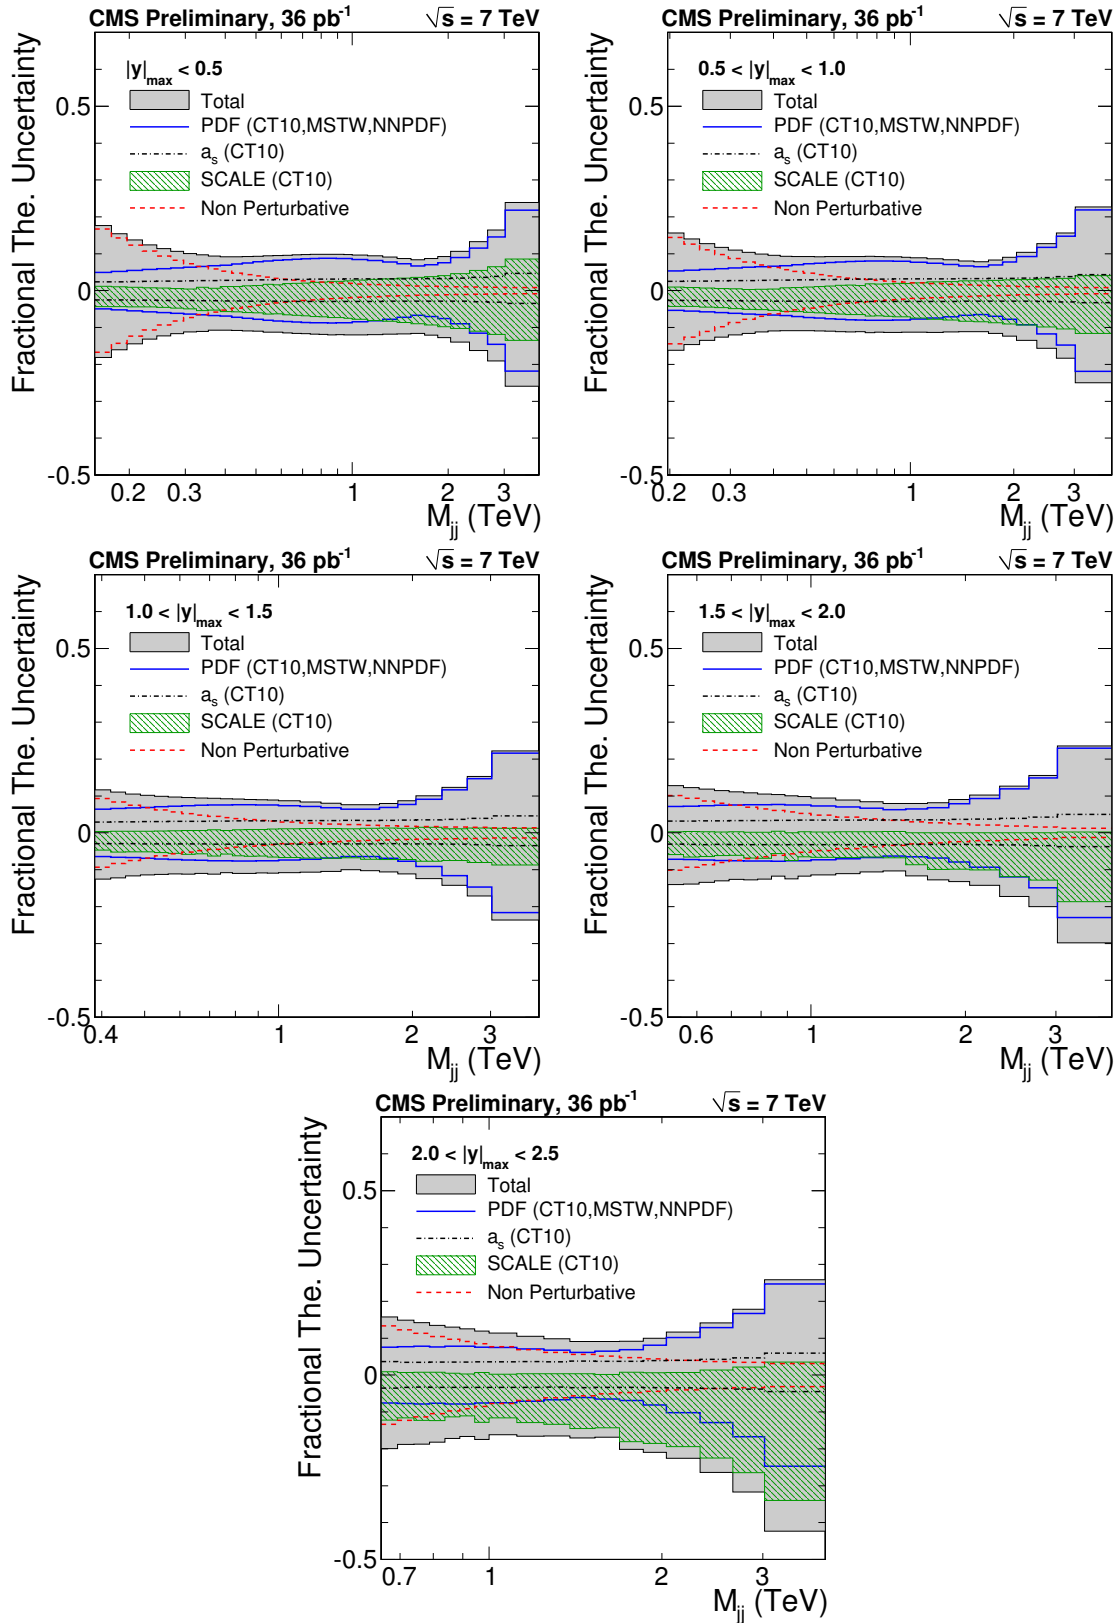 CMS Preliminary, 36 pb⁻¹ √s = 7 TeV
Fractional The. Uncertainty
|y|max < 0.5
Total
PDF (CT10,MSTW,NNPDF)
aₛ (CT10)
SCALE (CT10)
Non Perturbative
0.5
0
-0.5
0.2 0.3 1 2 3
Mjj (TeV)
CMS Preliminary, 36 pb⁻¹ √s = 7 TeV
Fractional The. Uncertainty
0.5 < |y|max < 1.0
Total
PDF (CT10,MSTW,NNPDF)
aₛ (CT10)
SCALE (CT10)
Non Perturbative
0.5
0
-0.5
0.2 0.3 1 2 3
Mjj (TeV)
CMS Preliminary, 36 pb⁻¹ √s = 7 TeV
Fractional The. Uncertainty
1.0 < |y|max < 1.5
Total
PDF (CT10,MSTW,NNPDF)
aₛ (CT10)
SCALE (CT10)
Non Perturbative
0.5
0
-0.5
0.4 1 2 3
Mjj (TeV)
CMS Preliminary, 36 pb⁻¹ √s = 7 TeV
Fractional The. Uncertainty
1.5 < |y|max < 2.0
Total
PDF (CT10,MSTW,NNPDF)
aₛ (CT10)
SCALE (CT10)
Non Perturbative
0.5
0
-0.5
0.6 1 2 3
Mjj (TeV)
CMS Preliminary, 36 pb⁻¹ √s = 7 TeV
Fractional The. Uncertainty
2.0 < |y|max < 2.5
Total
PDF (CT10,MSTW,NNPDF)
aₛ (CT10)
SCALE (CT10)
Non Perturbative
0.5
0
-0.5
0.7 1 2 3
Mjj (TeV)